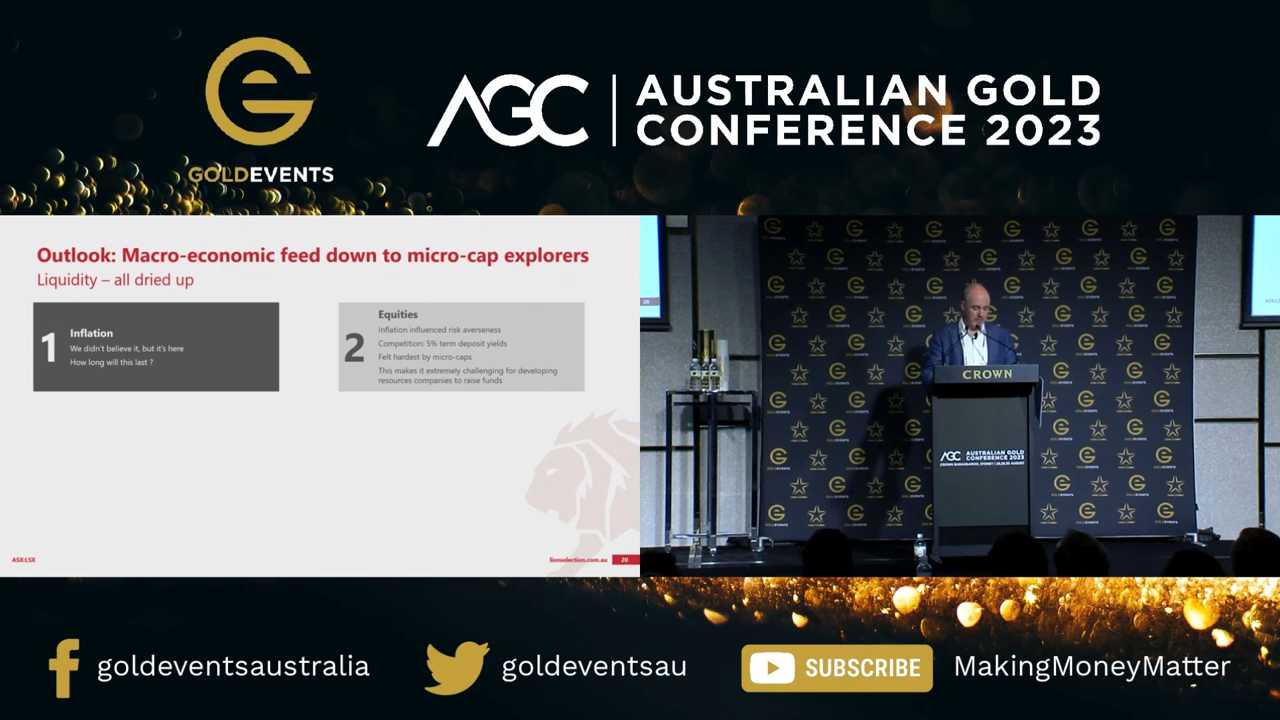 GOLDEVENTS
AGC
AUSTRALIAN GOLD
CONFERENCE 2023
Outlook: Macro-economic feed down to micro-cap explorers
Liquidity – all dried up
1
Inflation
We didn't believe it, but it's here
How long will this last ?
2
Equities
Inflation influenced risk averseness
Competition: 5% term deposit yields
Felt hardest by micro-caps
This makes it extremely challenging for developing
resources companies to raise funds
ASX:LSX
lionselection.com.au
20
CROWN
AGC
AUSTRALIAN GOLD
CONFERENCE 2023
goldeventsaustralia
goldeventsau
SUBSCRIBE
MakingMoneyMatter